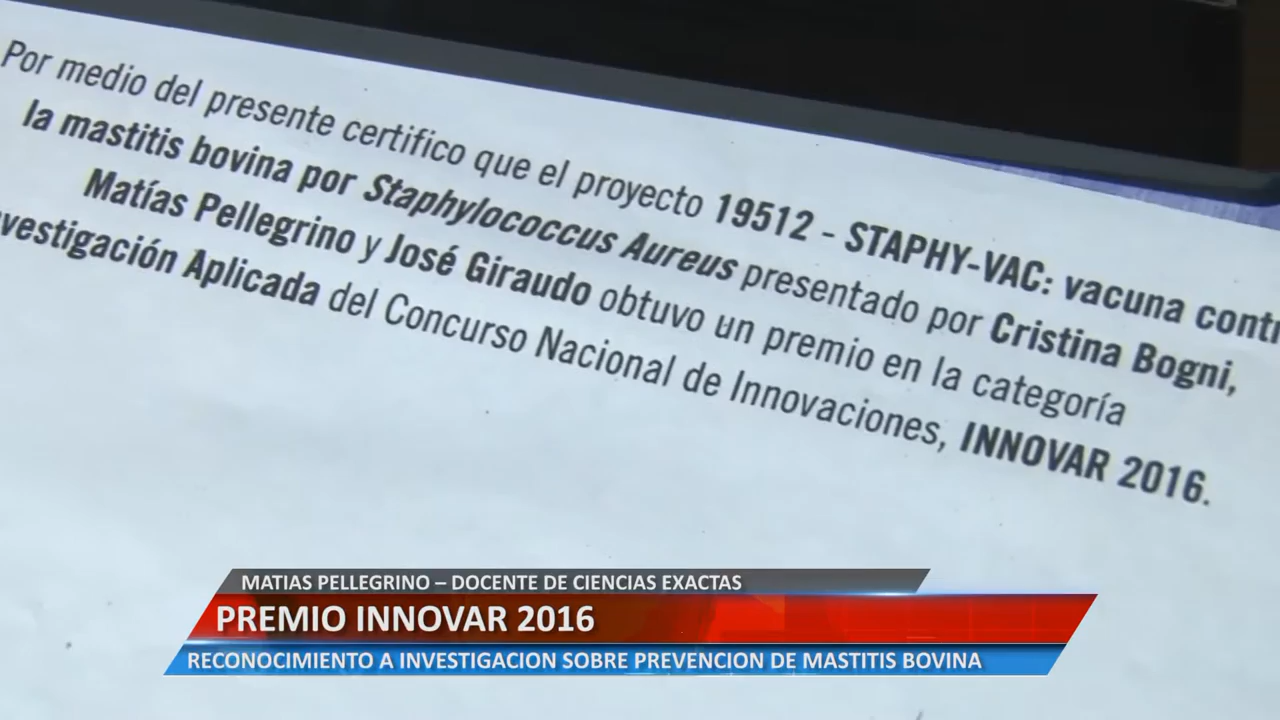 Por medio del presente certifico que el proyecto 19512 - STAPHY-VAC: vacuna contr
la mastitis bovina por Staphylococcus Aureus presentado por Cristina Bogni,
Matías Pellegrino y José Giraudo obtuvo un premio en la categoría
nvestigación Aplicada del Concurso Nacional de Innovaciones, INNOVAR 2016.
MATIAS PELLEGRINO – DOCENTE DE CIENCIAS EXACTAS
PREMIO INNOVAR 2016
RECONOCIMIENTO A INVESTIGACION SOBRE PREVENCION DE MASTITIS BOVINA